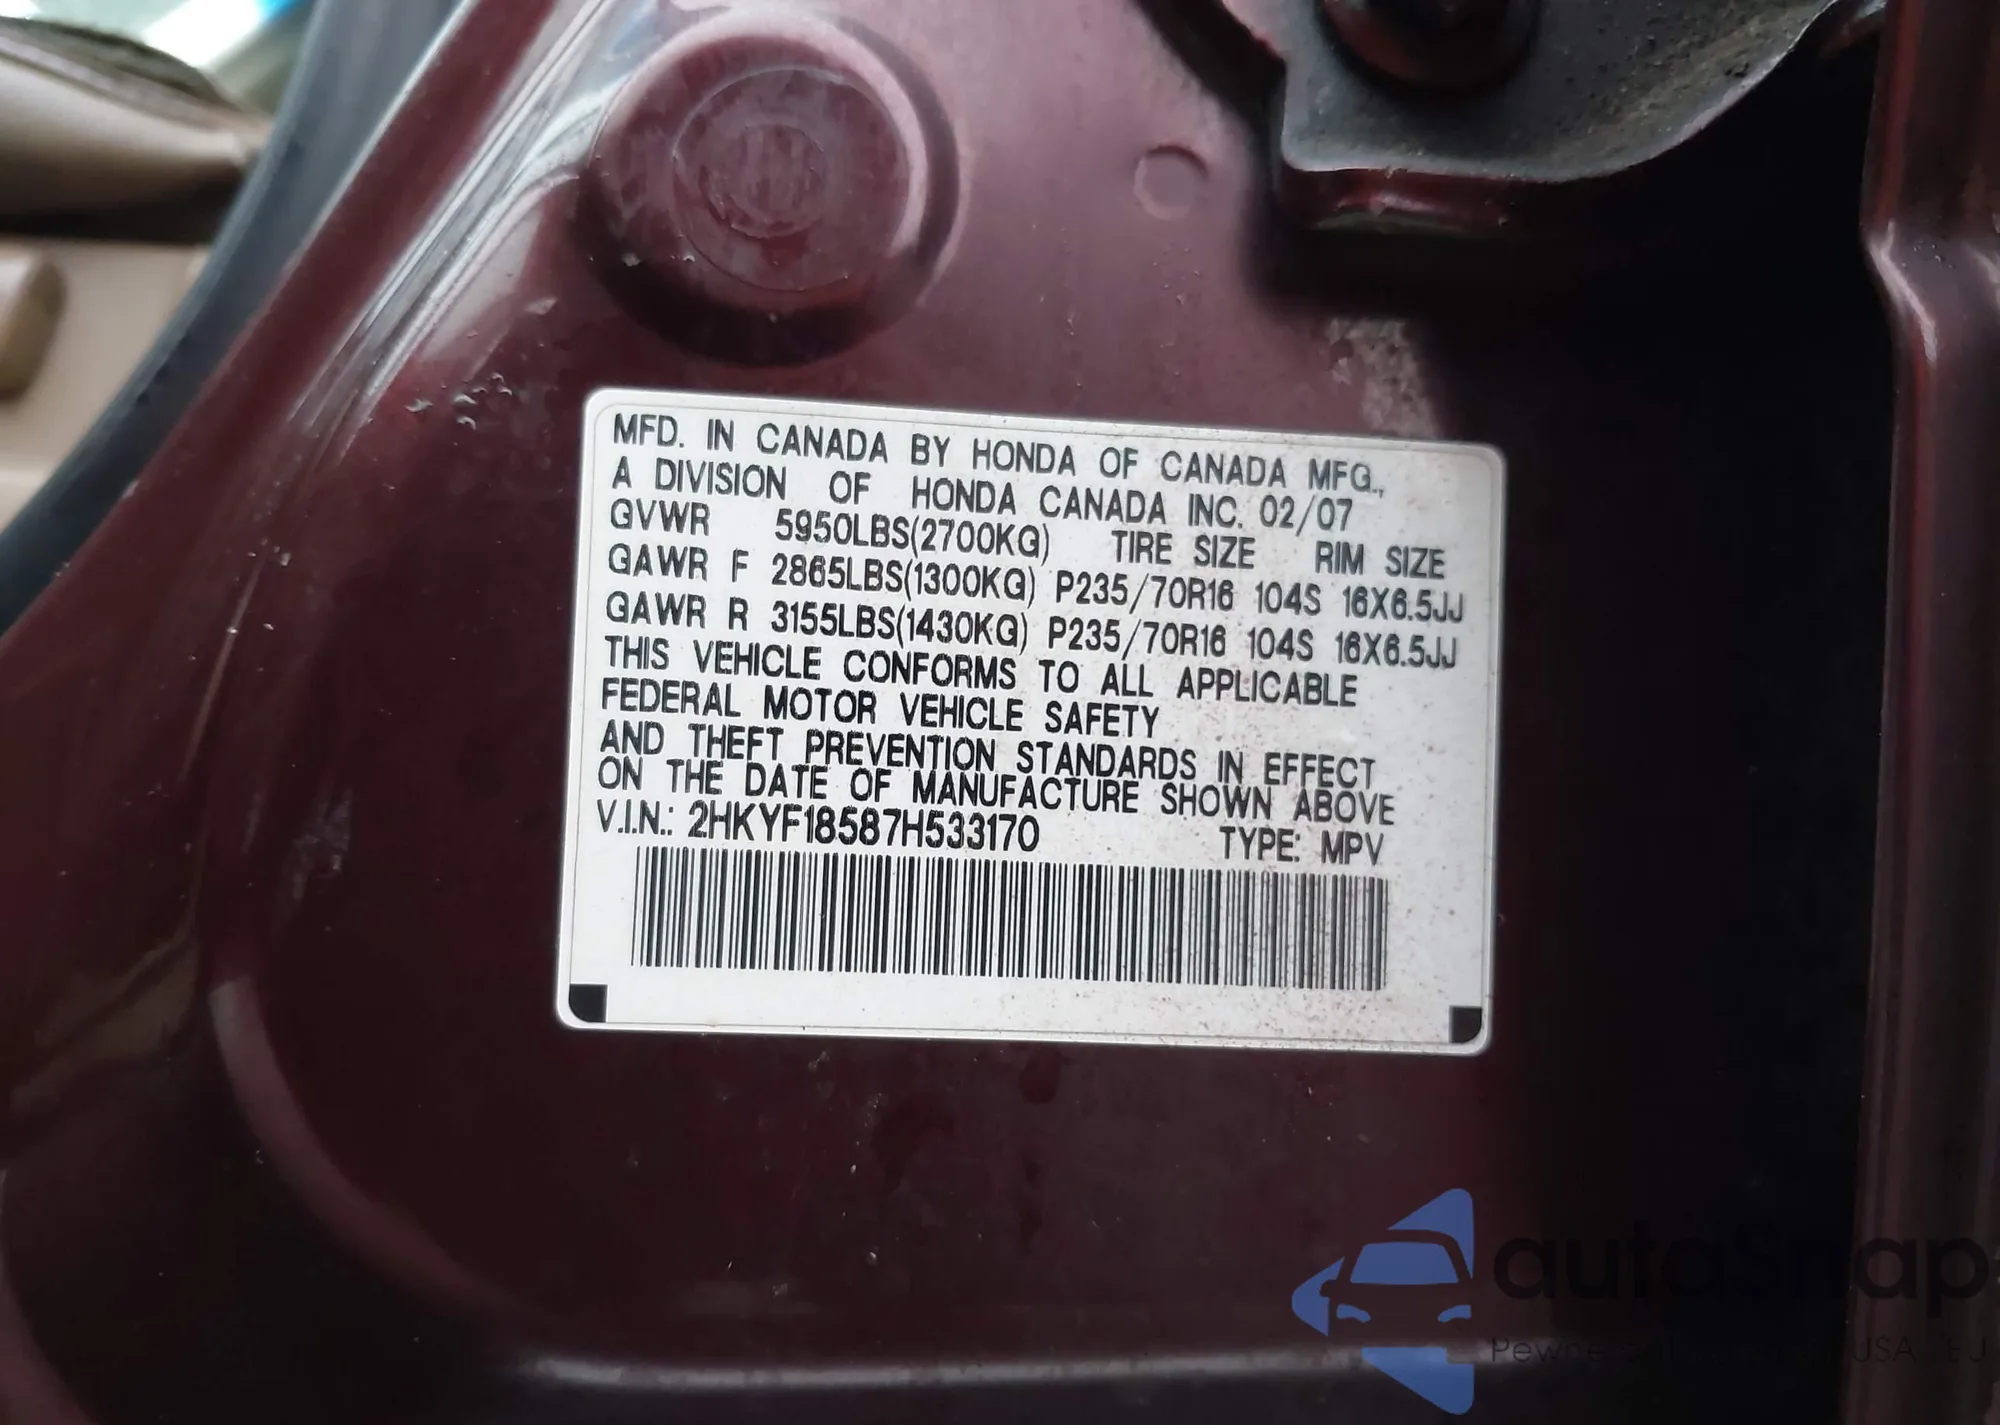 MFD. IN CANADA BY HONDA OF CANADA MFG.,
A DIVISION OF HONDA CANADA INC. 02/07
GVWR 5950LBS(2700KG) TIRE SIZE RIM SIZE
GAWR F 2865LBS(1300KG) P235/70R16 104S 16X6.5JJ
GAWR R 3155LBS(1430KG) P235/70R16 104S 16X6.5JJ
THIS VEHICLE CONFORMS TO ALL APPLICABLE
FEDERAL MOTOR VEHICLE SAFETY
AND THEFT PREVENTION STANDARDS IN EFFECT
ON THE DATE OF MANUFACTURE SHOWN ABOVE
V.I.N.: 2HKYF18587H533170 TYPE: MPV
autoSnap
USA